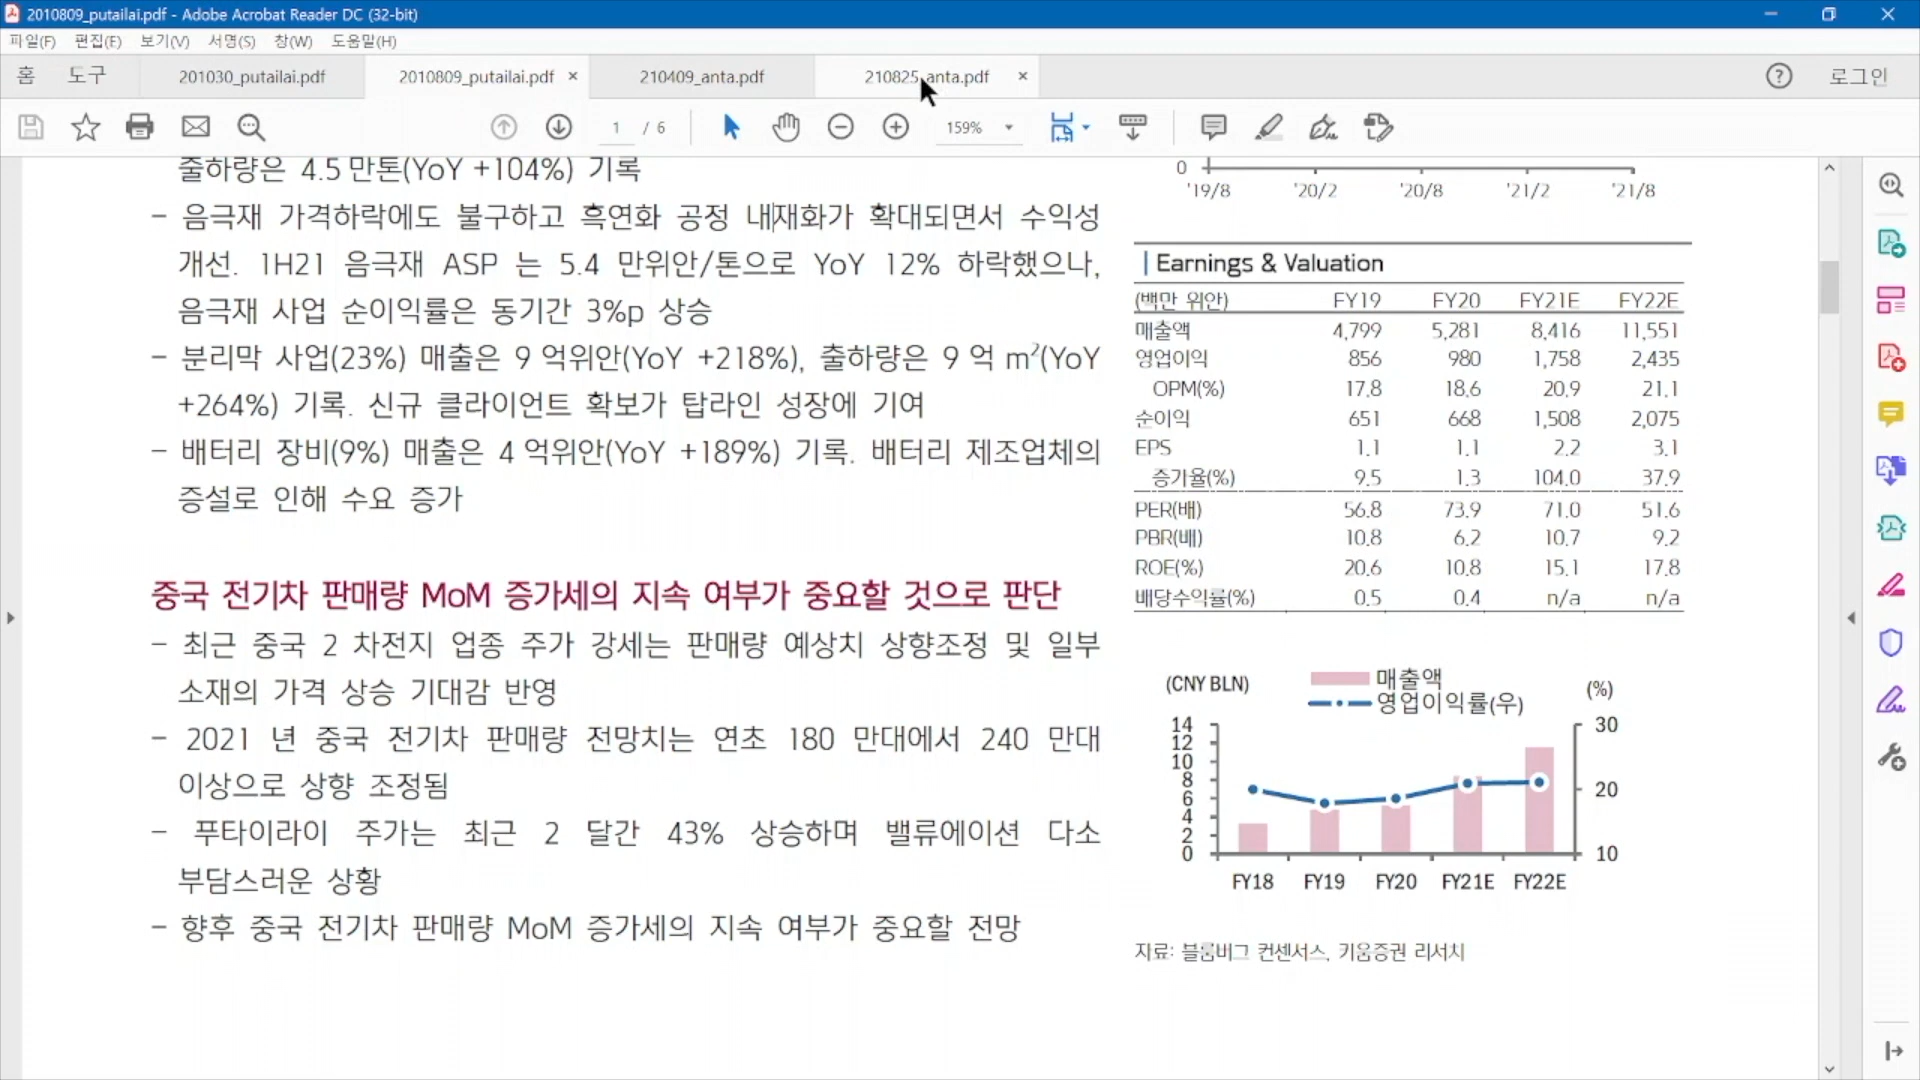 2010809_putailai.pdf - Adobe Acrobat Reader DC (32-bit)
파일(F) 편집(E) 보기(V) 서명(S) 창(W) 도움말(H)
홈 도구 201030_putailai.pdf 2010809_putailai.pdf × 210409_anta.pdf 210825_anta.pdf × 로그인
1 / 6 159%
출하량은 4.5 만톤(YoY +104%) 기록
– 음극재 가격하락에도 불구하고 흑연화 공정 내재화가 확대되면서 수익성
개선. 1H21 음극재 ASP 는 5.4 만위안/톤으로 YoY 12% 하락했으나,
음극재 사업 순이익률은 동기간 3%p 상승
– 분리막 사업(23%) 매출은 9 억위안(YoY +218%), 출하량은 9 억 m²(YoY
+264%) 기록. 신규 클라이언트 확보가 탑라인 성장에 기여
– 배터리 장비(9%) 매출은 4 억위안(YoY +189%) 기록. 배터리 제조업체의
증설로 인해 수요 증가
중국 전기차 판매량 MoM 증가세의 지속 여부가 중요할 것으로 판단
– 최근 중국 2 차전지 업종 주가 강세는 판매량 예상치 상향조정 및 일부
소재의 가격 상승 기대감 반영
– 2021 년 중국 전기차 판매량 전망치는 연초 180 만대에서 240 만대
이상으로 상향 조정됨
– 푸타이라이 주가는 최근 2 달간 43% 상승하며 밸류에이션 다소
부담스러운 상황
– 향후 중국 전기차 판매량 MoM 증가세의 지속 여부가 중요할 전망
0
'19/8 '20/2 '20/8 '21/2 '21/8
Earnings & Valuation
(백만 위안) FY19 FY20 FY21E FY22E
매출액 4,799 5,281 8,416 11,551
영업이익 856 980 1,758 2,435
OPM(%) 17.8 18.6 20.9 21.1
순이익 651 668 1,508 2,075
EPS 1.1 1.1 2.2 3.1
증가율(%) 9.5 1.3 104.0 37.9
PER(배) 56.8 73.9 71.0 51.6
PBR(배) 10.8 6.2 10.7 9.2
ROE(%) 20.6 10.8 15.1 17.8
배당수익률(%) 0.5 0.4 n/a n/a
(CNY BLN) 매출액 (%)
영업이익률(우)
14 30
12
10
8 20
6
4
2
0 10
FY18 FY19 FY20 FY21E FY22E
자료: 블룸버그 컨센서스, 키움증권 리서치